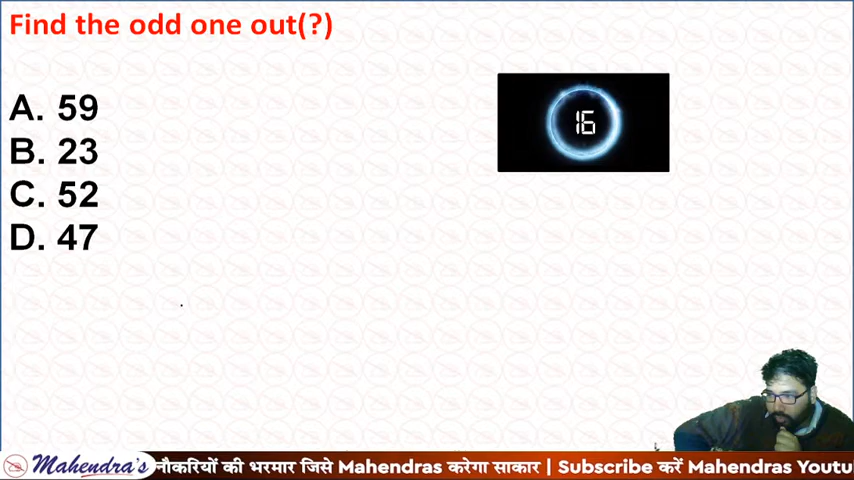 Find the odd one out(?)
A. 59
B. 23
C. 52
D. 47
16
Mahendra's नौकरियों की भरमार जिसे Mahendras करेगा साकार | Subscribe करें Mahendras Youtu